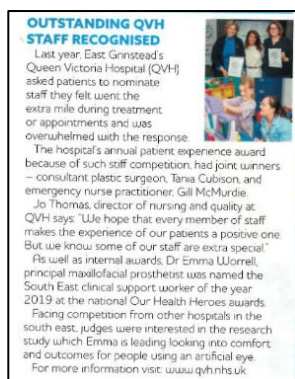 OUTSTANDING QVH
STAFF RECOGNISED
Last year, East Grinstead's
Queen Victoria Hospital (QVH)
asked patients to nominate
staff they felt went the
extra mile during treatment
or appointments and was
overwhelmed with the response.
The hospital's annual patient experience award
because of such stiff competition, had joint winners
– consultant plastic surgeon, Tania Cubison, and
emergency nurse practitioner, Gill McMurdie.
Jo Thomas, director of nursing and quality at
QVH says: "We hope that every member of staff
makes the experience of our patients a positive one.
But we know some of our staff are extra special."
As well as internal awards, Dr Emma Worrell,
principal maxillofacial prosthetist was named the
South East clinical support worker of the year
2019 at the national Our Health Heroes awards.
Facing competition from other hospitals in the
south east, judges were interested in the research
study which Emma is leading looking into comfort
and outcomes for people using an artificial eye.
For more information visit: www.qvh.nhs.uk